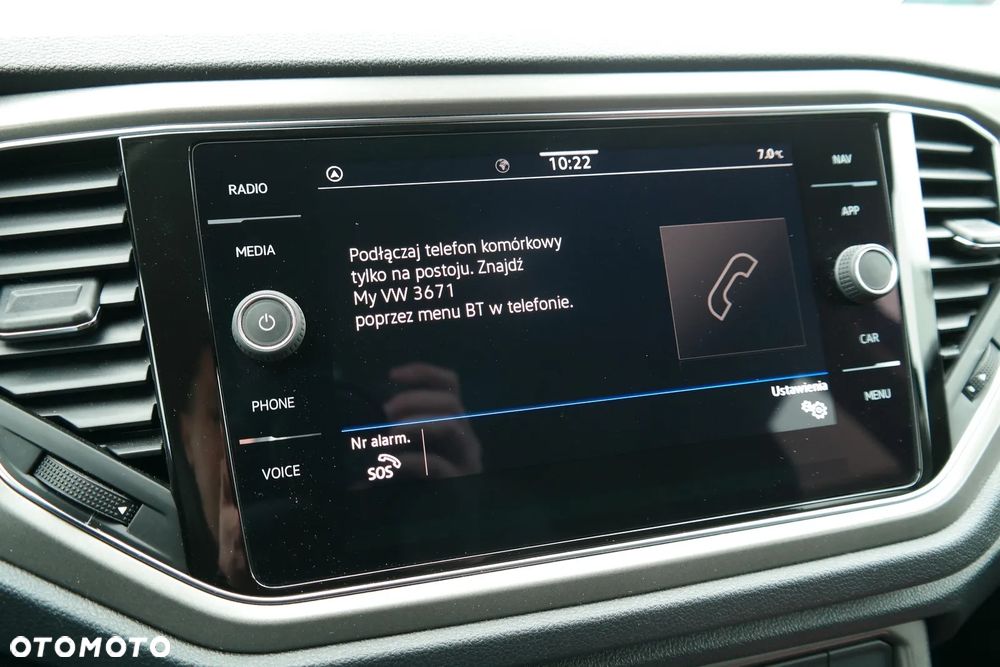 RADIO
MEDIA
PHONE
VOICE
10:22
7.0°C
Podłączaj telefon komórkowy
tylko na postoju. Znajdź
My VW 3671
poprzez menu BT w telefonie.
Ustawienia
Nr alarm.
SOS
NAV
APP
CAR
MENU
OTOMOTO